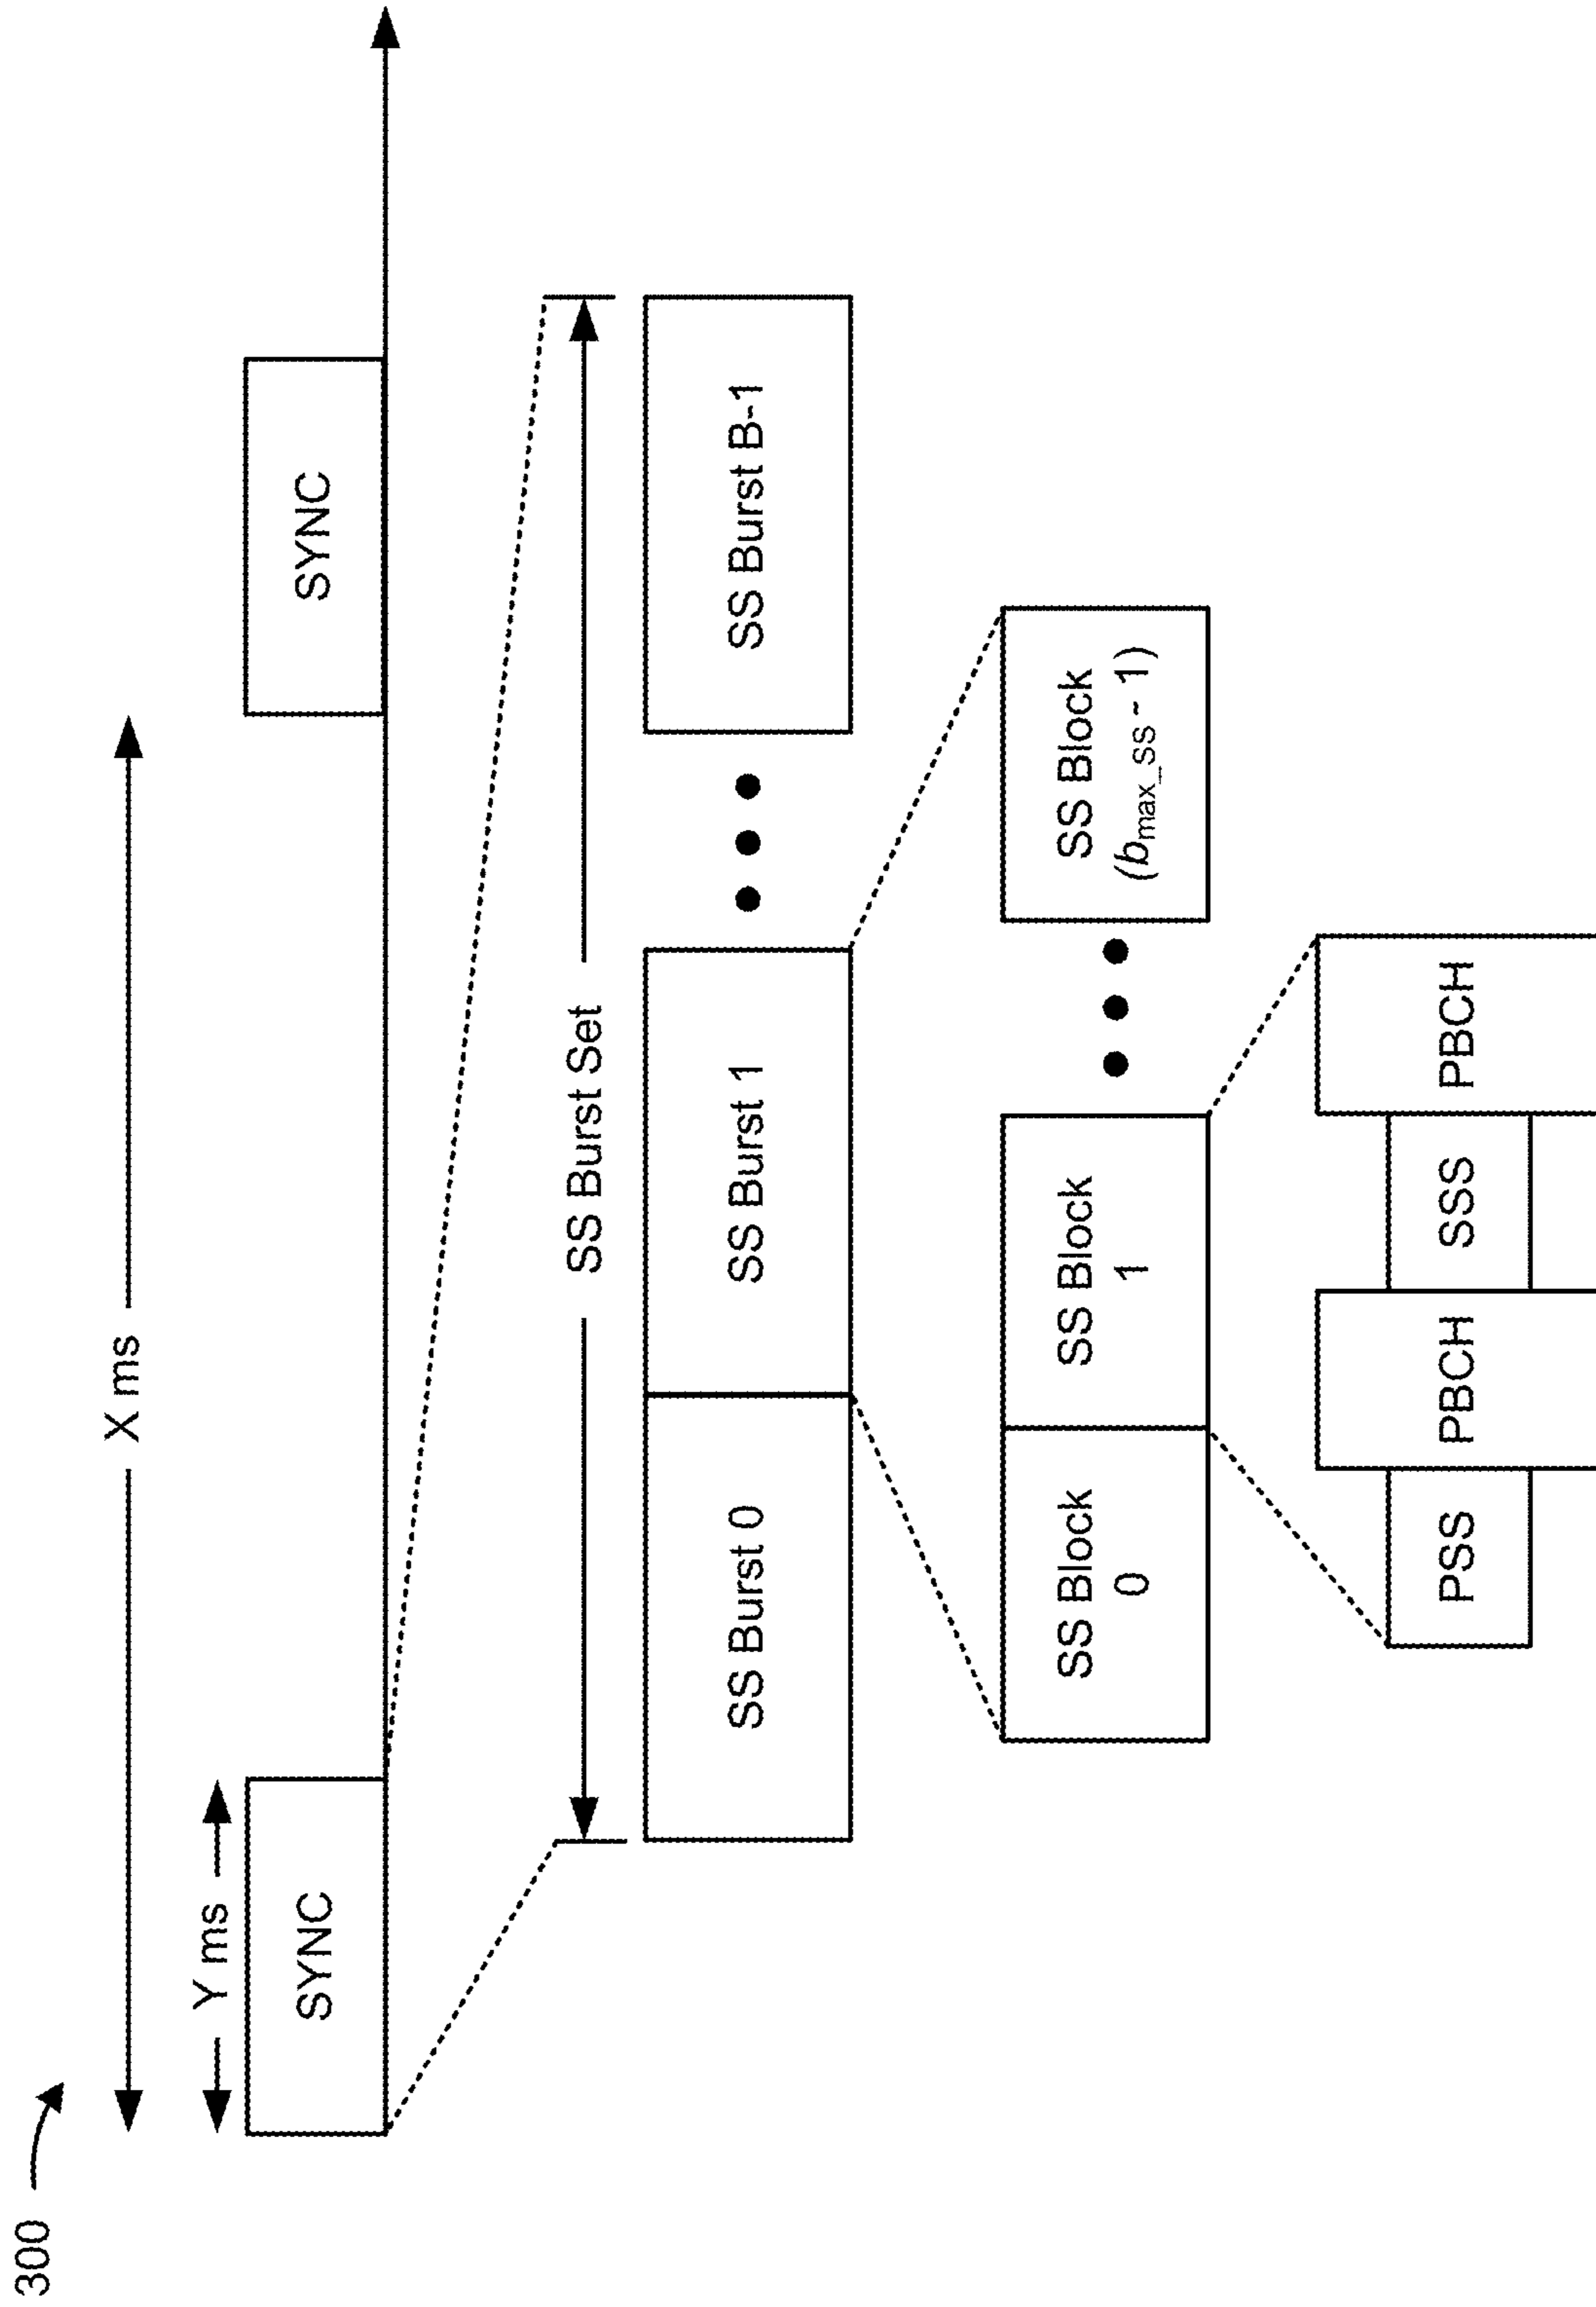 300
X ms
Y ms
SYNC
SYNC
SS Burst Set
SS Burst 0
SS Burst 1
SS Burst B-1
SS Block
0
SS Block
1
SS Block
(b_max_SS - 1)
PSS
PBCH
SSS
PBCH